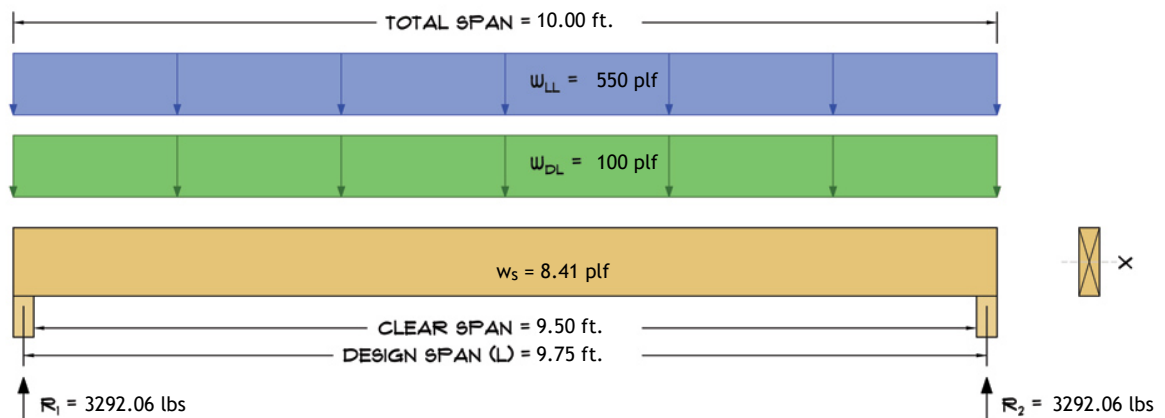 TOTAL SPAN = 10.00 ft.
wLL = 550 plf
wDL = 100 plf
ws = 8.41 plf
X
CLEAR SPAN = 9.50 ft.
DESIGN SPAN (L) = 9.75 ft.
R1 = 3292.06 lbs
R2 = 3292.06 lbs